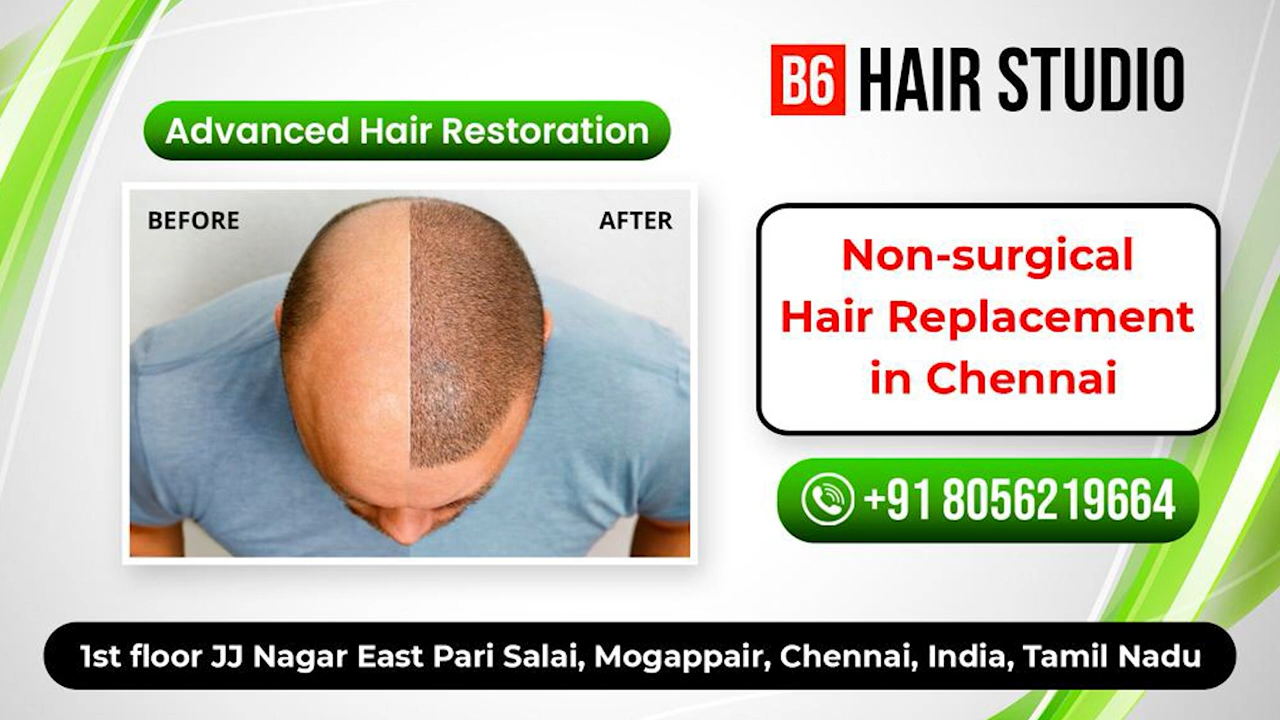 B6 HAIR STUDIO
Advanced Hair Restoration
BEFORE
AFTER
Non-surgical
Hair Replacement
in Chennai
+91 8056219664
1st floor JJ Nagar East Pari Salai, Mogappair, Chennai, India, Tamil Nadu